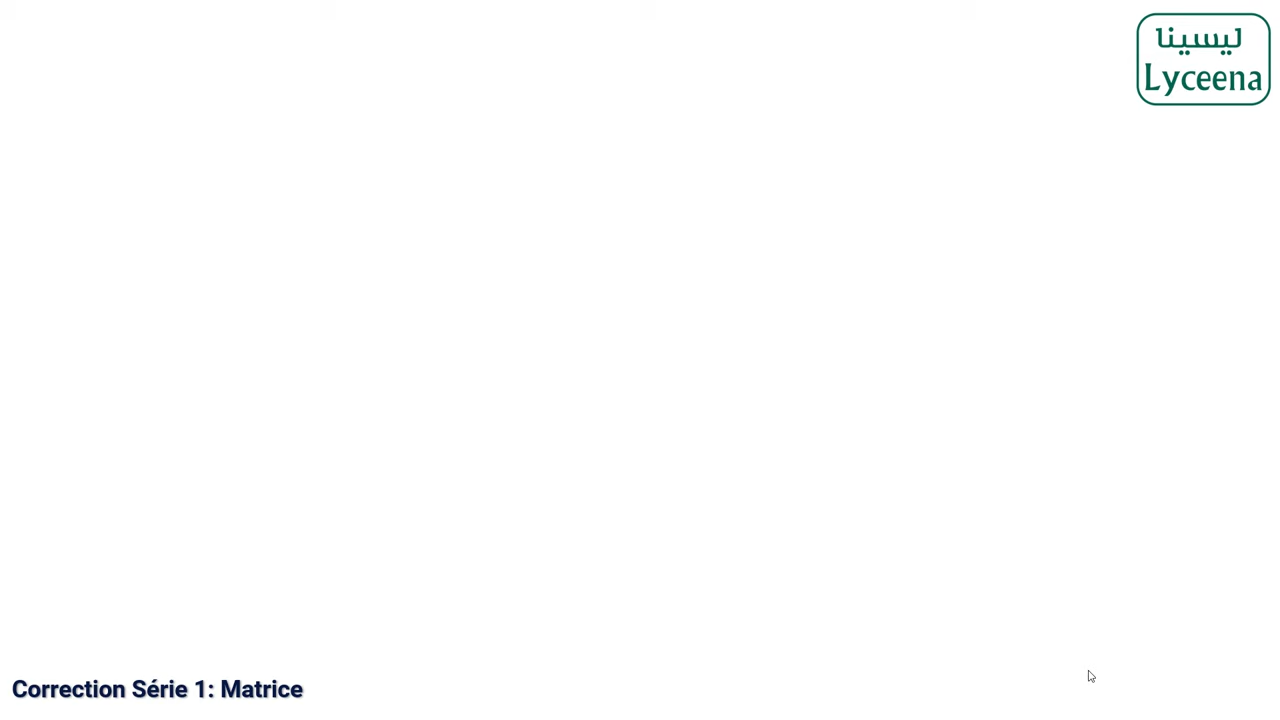 ليسينا
Lyceena
Correction Série 1: Matrice